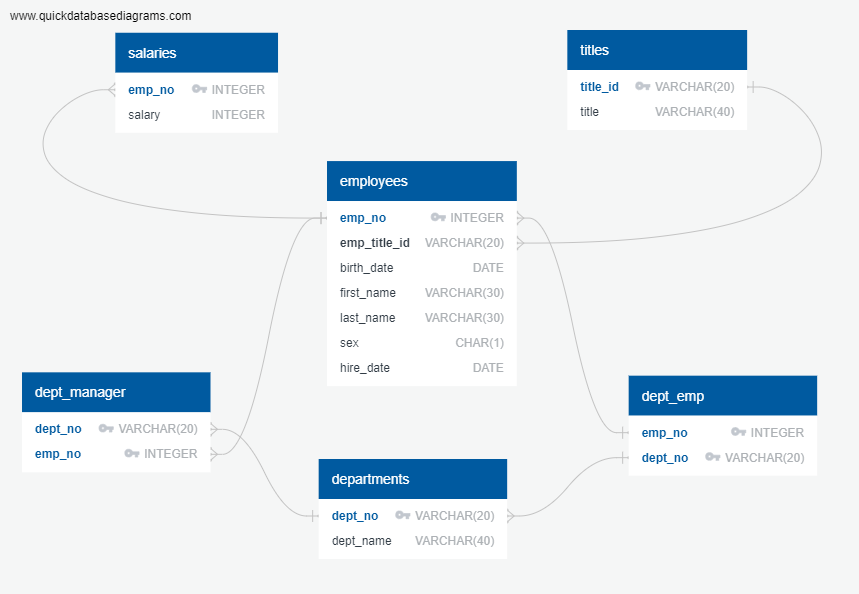 www.quickdatabasediagrams.com
salaries
emp_no INTEGER
salary INTEGER
titles
title_id VARCHAR(20)
title VARCHAR(40)
employees
emp_no INTEGER
emp_title_id VARCHAR(20)
birth_date DATE
first_name VARCHAR(30)
last_name VARCHAR(30)
sex CHAR(1)
hire_date DATE
dept_manager
dept_no VARCHAR(20)
emp_no INTEGER
departments
dept_no VARCHAR(20)
dept_name VARCHAR(40)
dept_emp
emp_no INTEGER
dept_no VARCHAR(20)